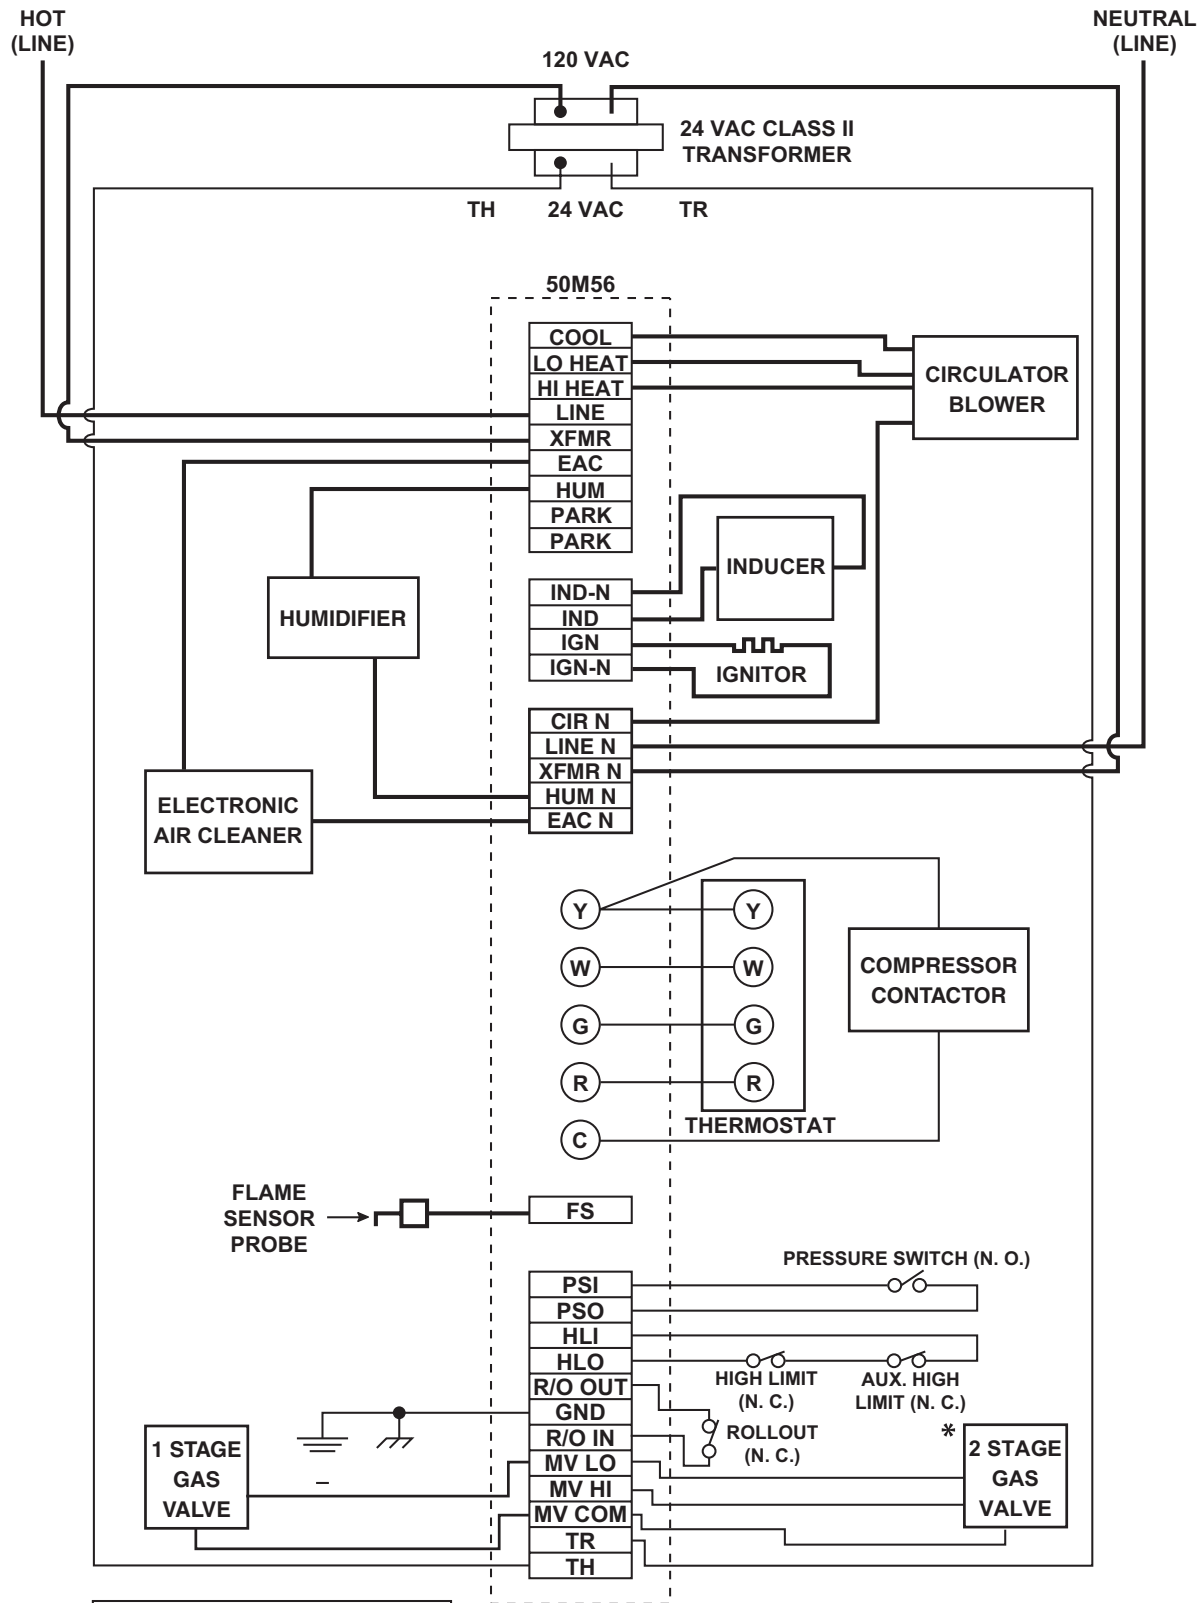 HOT
(LINE)
NEUTRAL
(LINE)
120 VAC
24 VAC CLASS II
TRANSFORMER
TH
24 VAC
TR
50M56
COOL
LO HEAT
HI HEAT
LINE
XFMR
EAC
HUM
PARK
PARK
CIRCULATOR
BLOWER
IND-N
IND
IGN
IGN-N
INDUCER
IGNITOR
HUMIDIFIER
CIR N
LINE N
XFMR N
HUM N
EAC N
ELECTRONIC
AIR CLEANER
Y
Y
W
W
G
G
R
R
C
THERMOSTAT
COMPRESSOR
CONTACTOR
FLAME
SENSOR
PROBE
FS
PRESSURE SWITCH (N. O.)
PSI
PSO
HLI
HLO
R/O OUT
GND
R/O IN
MV LO
MV HI
MV COM
TR
TH
HIGH LIMIT
(N. C.)
AUX. HIGH
LIMIT (N. C.)
ROLLOUT
(N. C.)
1 STAGE
GAS
VALVE
–
*
2 STAGE
GAS
VALVE